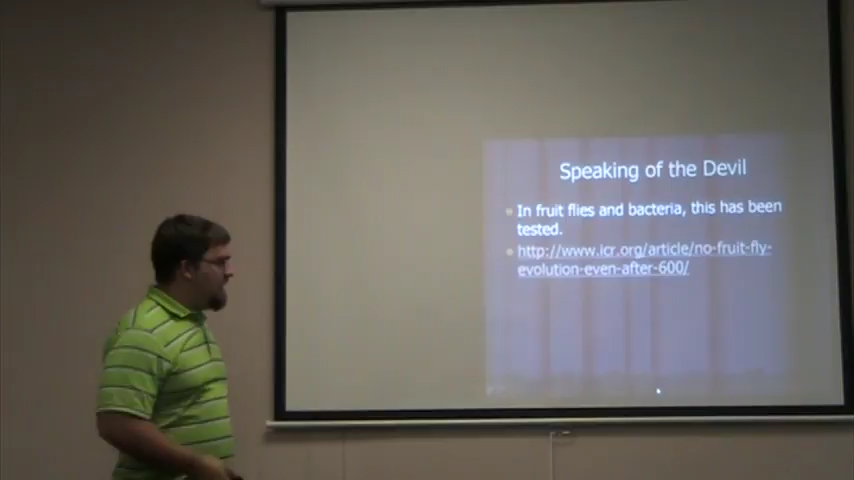 Speaking of the Devil
In fruit flies and bacteria, this has been
tested.
http://www.icr.org/article/no-fruit-fly-
evolution-even-after-600/